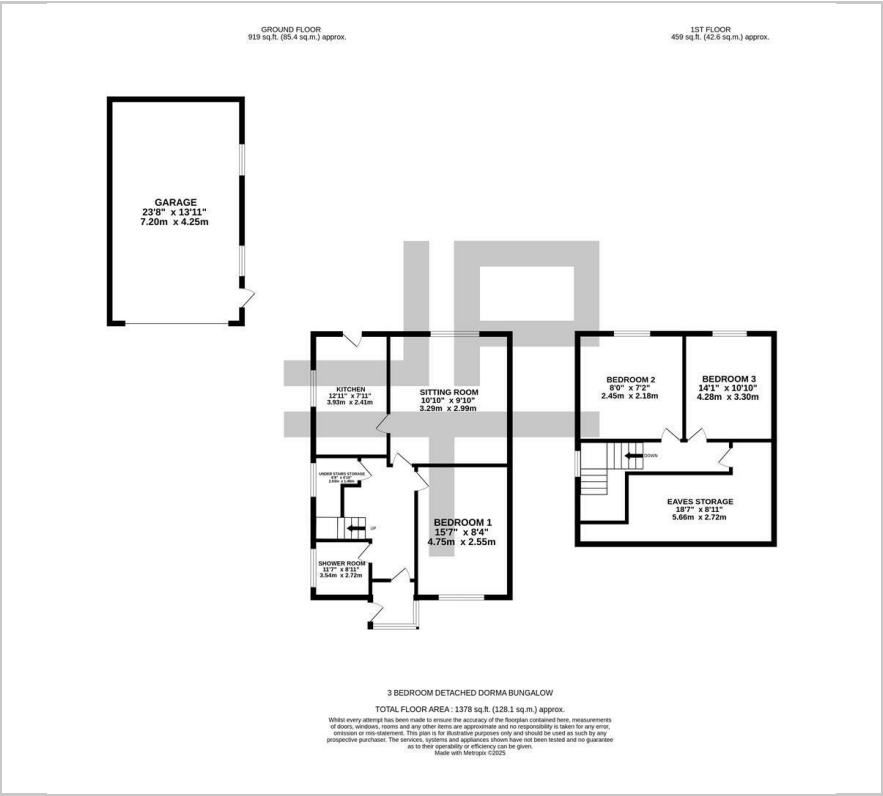 GROUND FLOOR
919 sq.ft. (85.4 sq.m.) approx.
1ST FLOOR
459 sq.ft. (42.6 sq.m.) approx.
GARAGE
23'8" x 13'11"
7.20m x 4.25m
KITCHEN
12'11" x 7'11"
3.93m x 2.41m
SITTING ROOM
10'10" x 9'10"
3.29m x 2.99m
BEDROOM 2
8'0" x 7'2"
2.45m x 2.18m
BEDROOM 3
14'1" x 10'10"
4.28m x 3.30m
UNDER STAIRS STORAGE
UP
DOWN
BEDROOM 1
15'7" x 8'4"
4.75m x 2.55m
EAVES STORAGE
18'7" x 8'11"
5.66m x 2.72m
SHOWER ROOM
11'7" x 8'11"
3.54m x 2.72m
3 BEDROOM DETACHED DORMA BUNGALOW
TOTAL FLOOR AREA : 1378 sq.ft. (128.1 sq.m.) approx.
Whilst every attempt has been made to ensure the accuracy of the floorplan contained here, measurements
of doors, windows, rooms and any other items are approximate and no responsibility is taken for any error,
omission or mis-statement. This plan is for illustrative purposes only and should be used as such by any
prospective purchaser. The services, systems and appliances shown have not been tested and no guarantee
as to their operability or efficiency can be given.
Made with Metropix ©2025